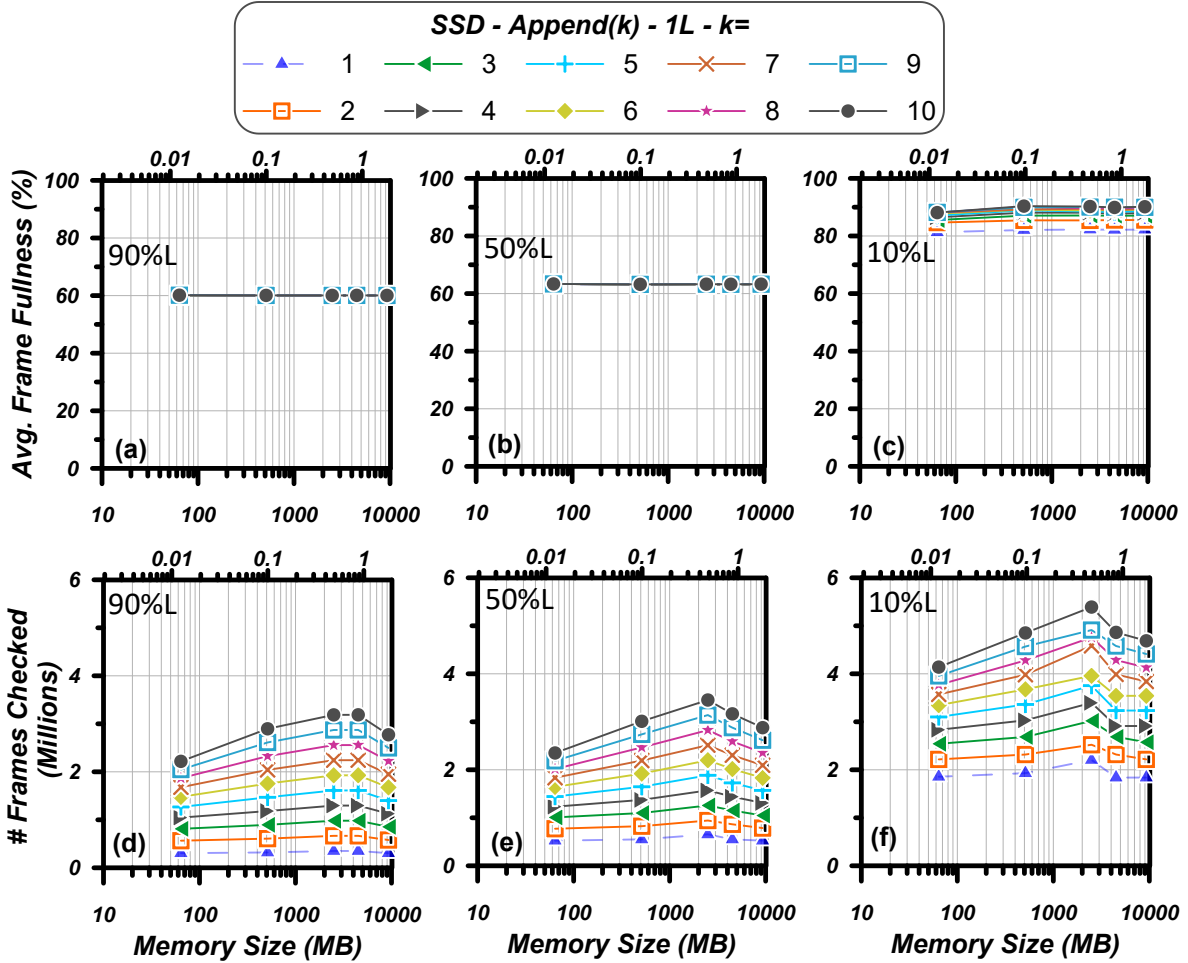 SSD - Append(k) - 1L - k=
1 3 5 7 9
2 4 6 8 10
0.01 0.1 1 0.01 0.1 1 0.01 0.1 1
Avg. Frame Fullness (%)
100 100 100
80 80 80
90%L 50%L 10%L
60 60 60
40 40 40
20 20 20
(a) (b) (c)
0 0 0
10 100 1000 10000 10 100 1000 10000 10 100 1000 10000
0.01 0.1 1 0.01 0.1 1 0.01 0.1 1
# Frames Checked
(Millions)
6 6 6
90%L 50%L 10%L
4 4 4
2 2 2
(d) (e) (f)
0 0 0
10 100 1000 10000 10 100 1000 10000 10 100 1000 10000
Memory Size (MB) Memory Size (MB) Memory Size (MB)